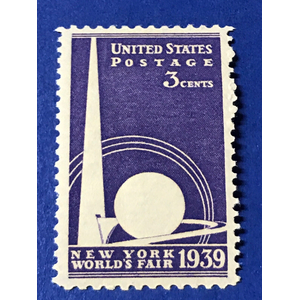 UNITED STATES
POSTAGE
3 CENTS
NEW YORK
WORLD'S FAIR 1939